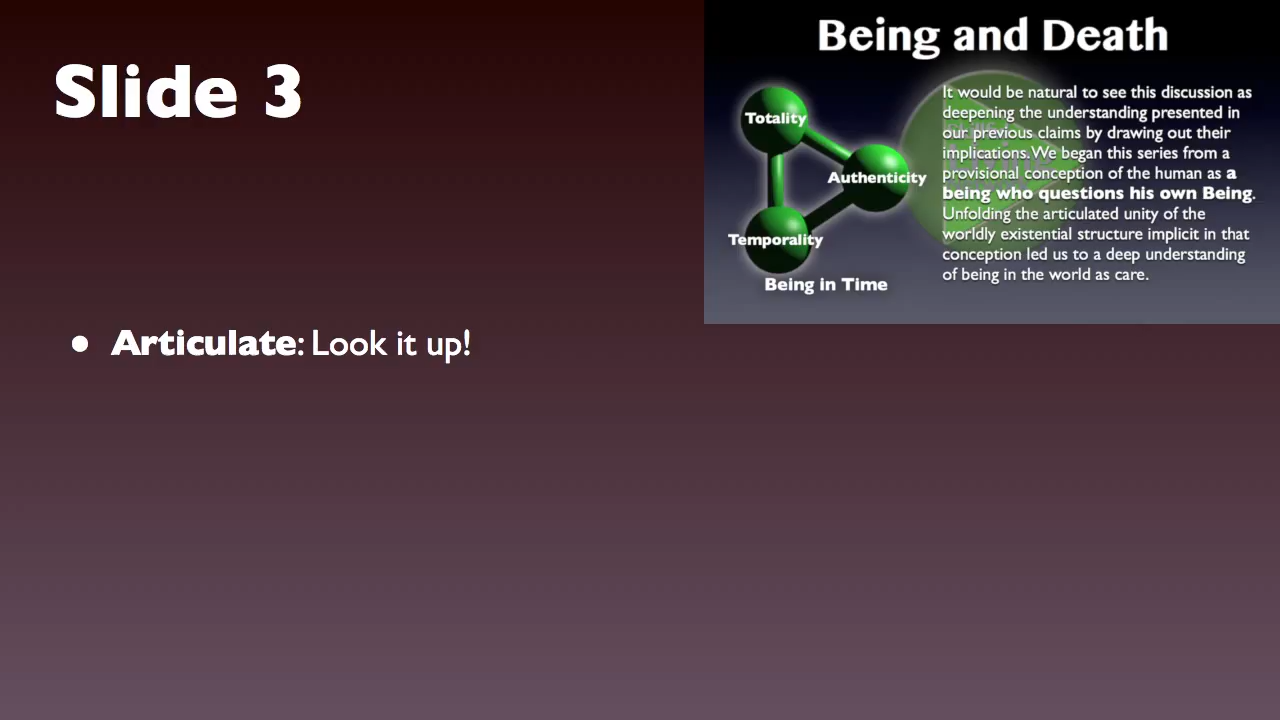 Slide 3
• Articulate: Look it up!
Being and Death
Totality
Authenticity
Temporality
Being in Time
It would be natural to see this discussion as
deepening the understanding presented in
our previous claims by drawing out their
implications. We began this series from a
provisional conception of the human as a
being who questions his own Being.
Unfolding the articulated unity of the
worldly existential structure implicit in that
conception led us to a deep understanding
of being in the world as care.